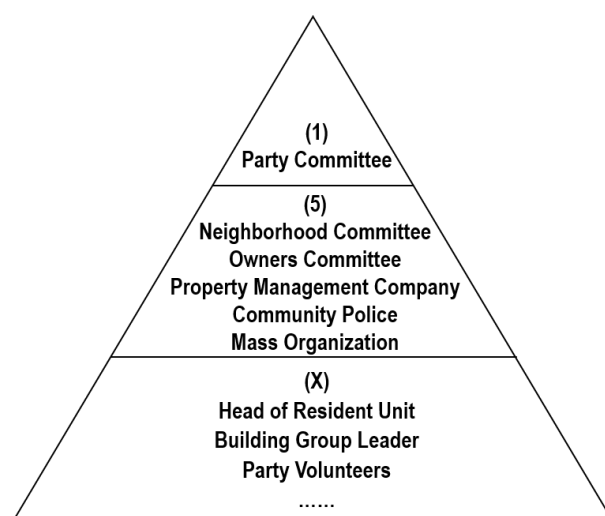 (1)
Party Committee
(5)
Neighborhood Committee
Owners Committee
Property Management Company
Community Police
Mass Organization
(X)
Head of Resident Unit
Building Group Leader
Party Volunteers
......